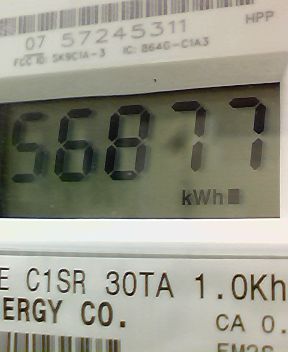 HPP
07 57245311
FCC ID: SK9C1A-3 IC: 864G-C1A3
56877
kWh
E C1SR 30TA 1.0Kh
ERGY CO.
CA 0.